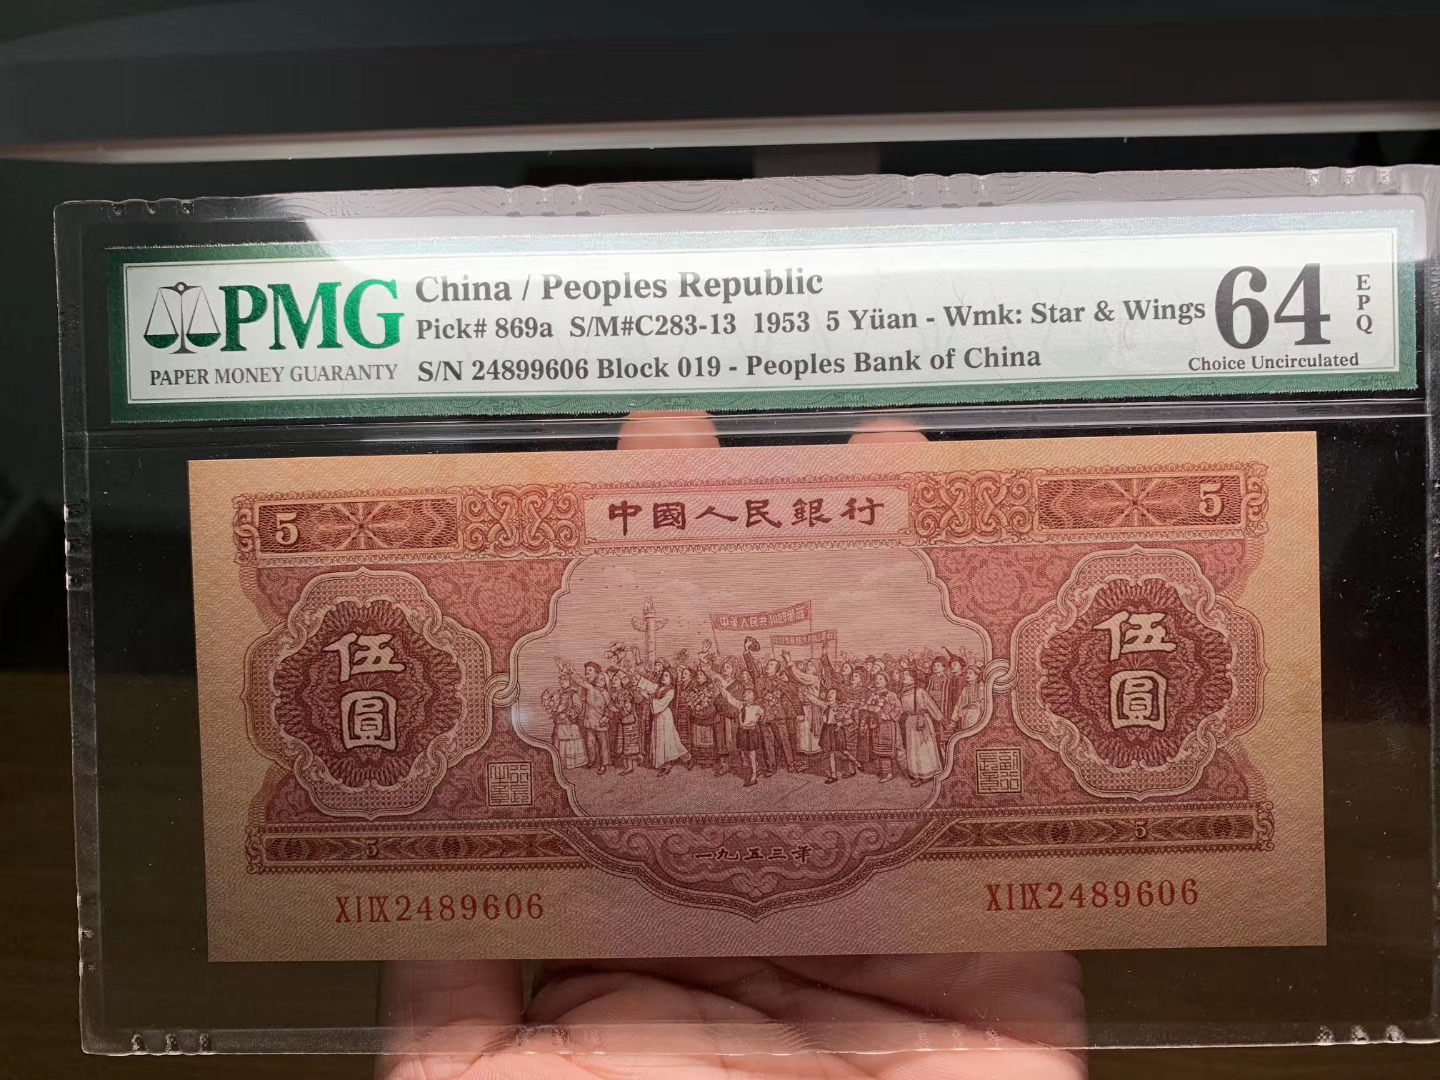 PMG
PAPER MONEY GUARANTY
China / Peoples Republic
Pick# 869a S/M#C283-13 1953 5 Yüan - Wmk: Star & Wings
S/N 24899606 Block 019 - Peoples Bank of China
64
EPQ
Choice Uncirculated
5
中國人民銀行
5
伍圓
伍圓
5
一九五三年
5
XIIX2489606
XIIX2489606